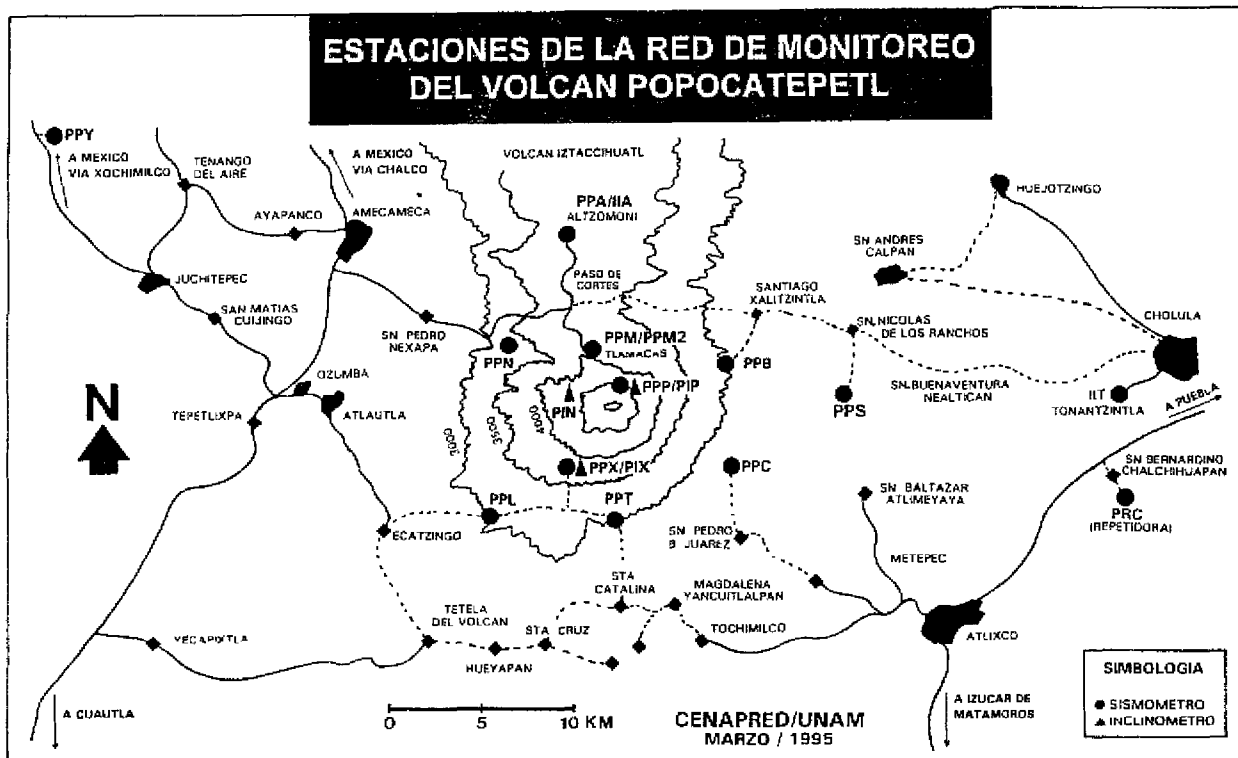 ESTACIONES DE LA RED DE MONITOREO
DEL VOLCAN POPOCATEPETL
PPY
A MEXICO
VIA XOCHIMILCO
TENANGO
DEL AIRE
A MEXICO
VIA CHALCO
VOLCAN IZTACCIHUATL
PPA/IIA
ALTZOMONI
HUEJOTZINGO
AYAPANCO
AMECAMECA
SN ANDRES
CALPAN
JUCHITEPEC
PASO DE
CORTES
SANTIAGO
XALITZINTLA
SAN MATIAS
CUIJINGO
SN PEDRO
NEXAPA
SN. NICOLAS
DE LOS RANCHOS
CHOLULA
PPN
PPM/PPM2
TLAMACAS
PPB
OZUMBA
PIN
PPP/PIP
PPS
SN. BUENAVENTURA
NEALTICAN
IIT
TONANTZINTLA
A PUEBLA
N
TEPETLIXPA
ATLAUTLA
3000
3500
4000
PPX/PIX
PPC
SN BERNARDINO
CHALCHIHUAPAN
SN BALTAZAR
ATLIMEYAYA
PRC
(REPETIDORA)
PPL
PPT
ECATZINGO
SN PEDRO
B JUAREZ
METEPEC
STA
CATALINA
MAGDALENA
YANCUITLALPAN
TETELA
DEL VOLCAN
STA CRUZ
TOCHIMILCO
ATLIXCO
YECAPIXTLA
HUEYAPAN
SIMBOLOGIA
SISMOMETRO
INCLINOMETRO
A CUAUTLA
0 5 10 KM
CENAPRED/UNAM
MARZO / 1995
A IZUCAR DE
MATAMOROS